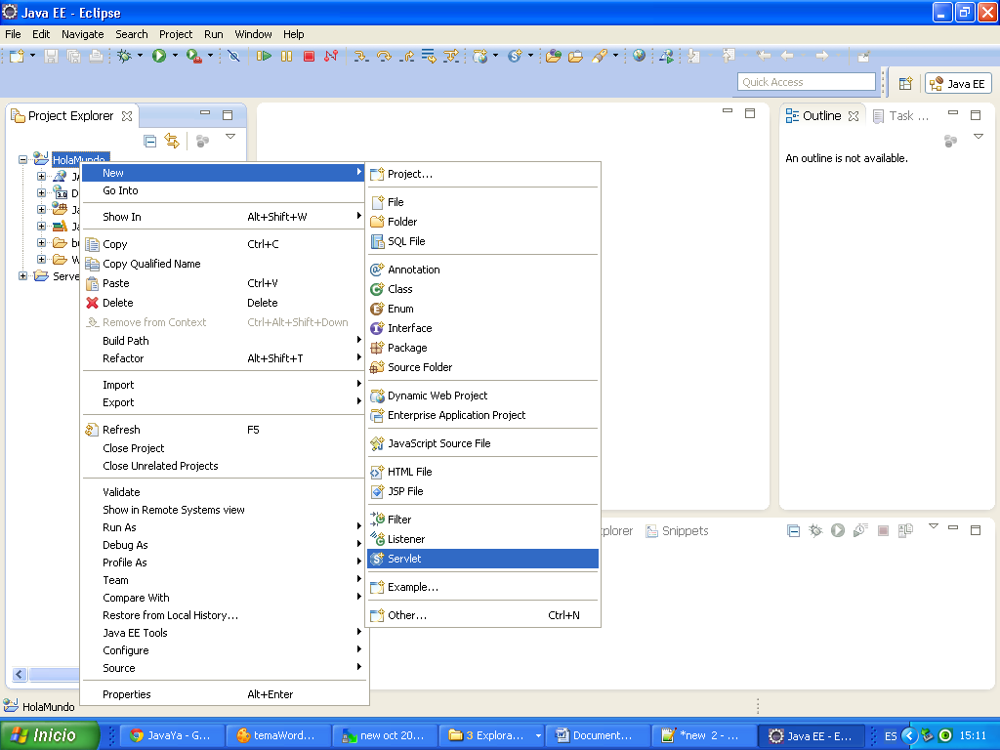 Java EE - Eclipse
File Edit Navigate Search Project Run Window Help
Quick Access
Java EE
Project Explorer
Outline
Task ...
An outline is not available.
HolaMundo
New
Go Into
Show In Alt+Shift+W
Copy Ctrl+C
Copy Qualified Name
Paste Ctrl+V
Delete Delete
Remove from Context Ctrl+Alt+Shift+Down
Build Path
Refactor Alt+Shift+T
Import
Export
Refresh F5
Close Project
Close Unrelated Projects
Validate
Show in Remote Systems view
Run As
Debug As
Profile As
Team
Compare With
Restore from Local History...
Java EE Tools
Configure
Source
Properties Alt+Enter
Project...
File
Folder
SQL File
Annotation
Class
Enum
Interface
Package
Source Folder
Dynamic Web Project
Enterprise Application Project
JavaScript Source File
HTML File
JSP File
Filter
Listener
Servlet
Example...
Other... Ctrl+N
plorer
Snippets
HolaMundo
Inicio
JavaYa - G...
temaWord...
new oct 20...
3 Explora...
Document...
*new 2 - ...
Java EE - E...
ES
15:11